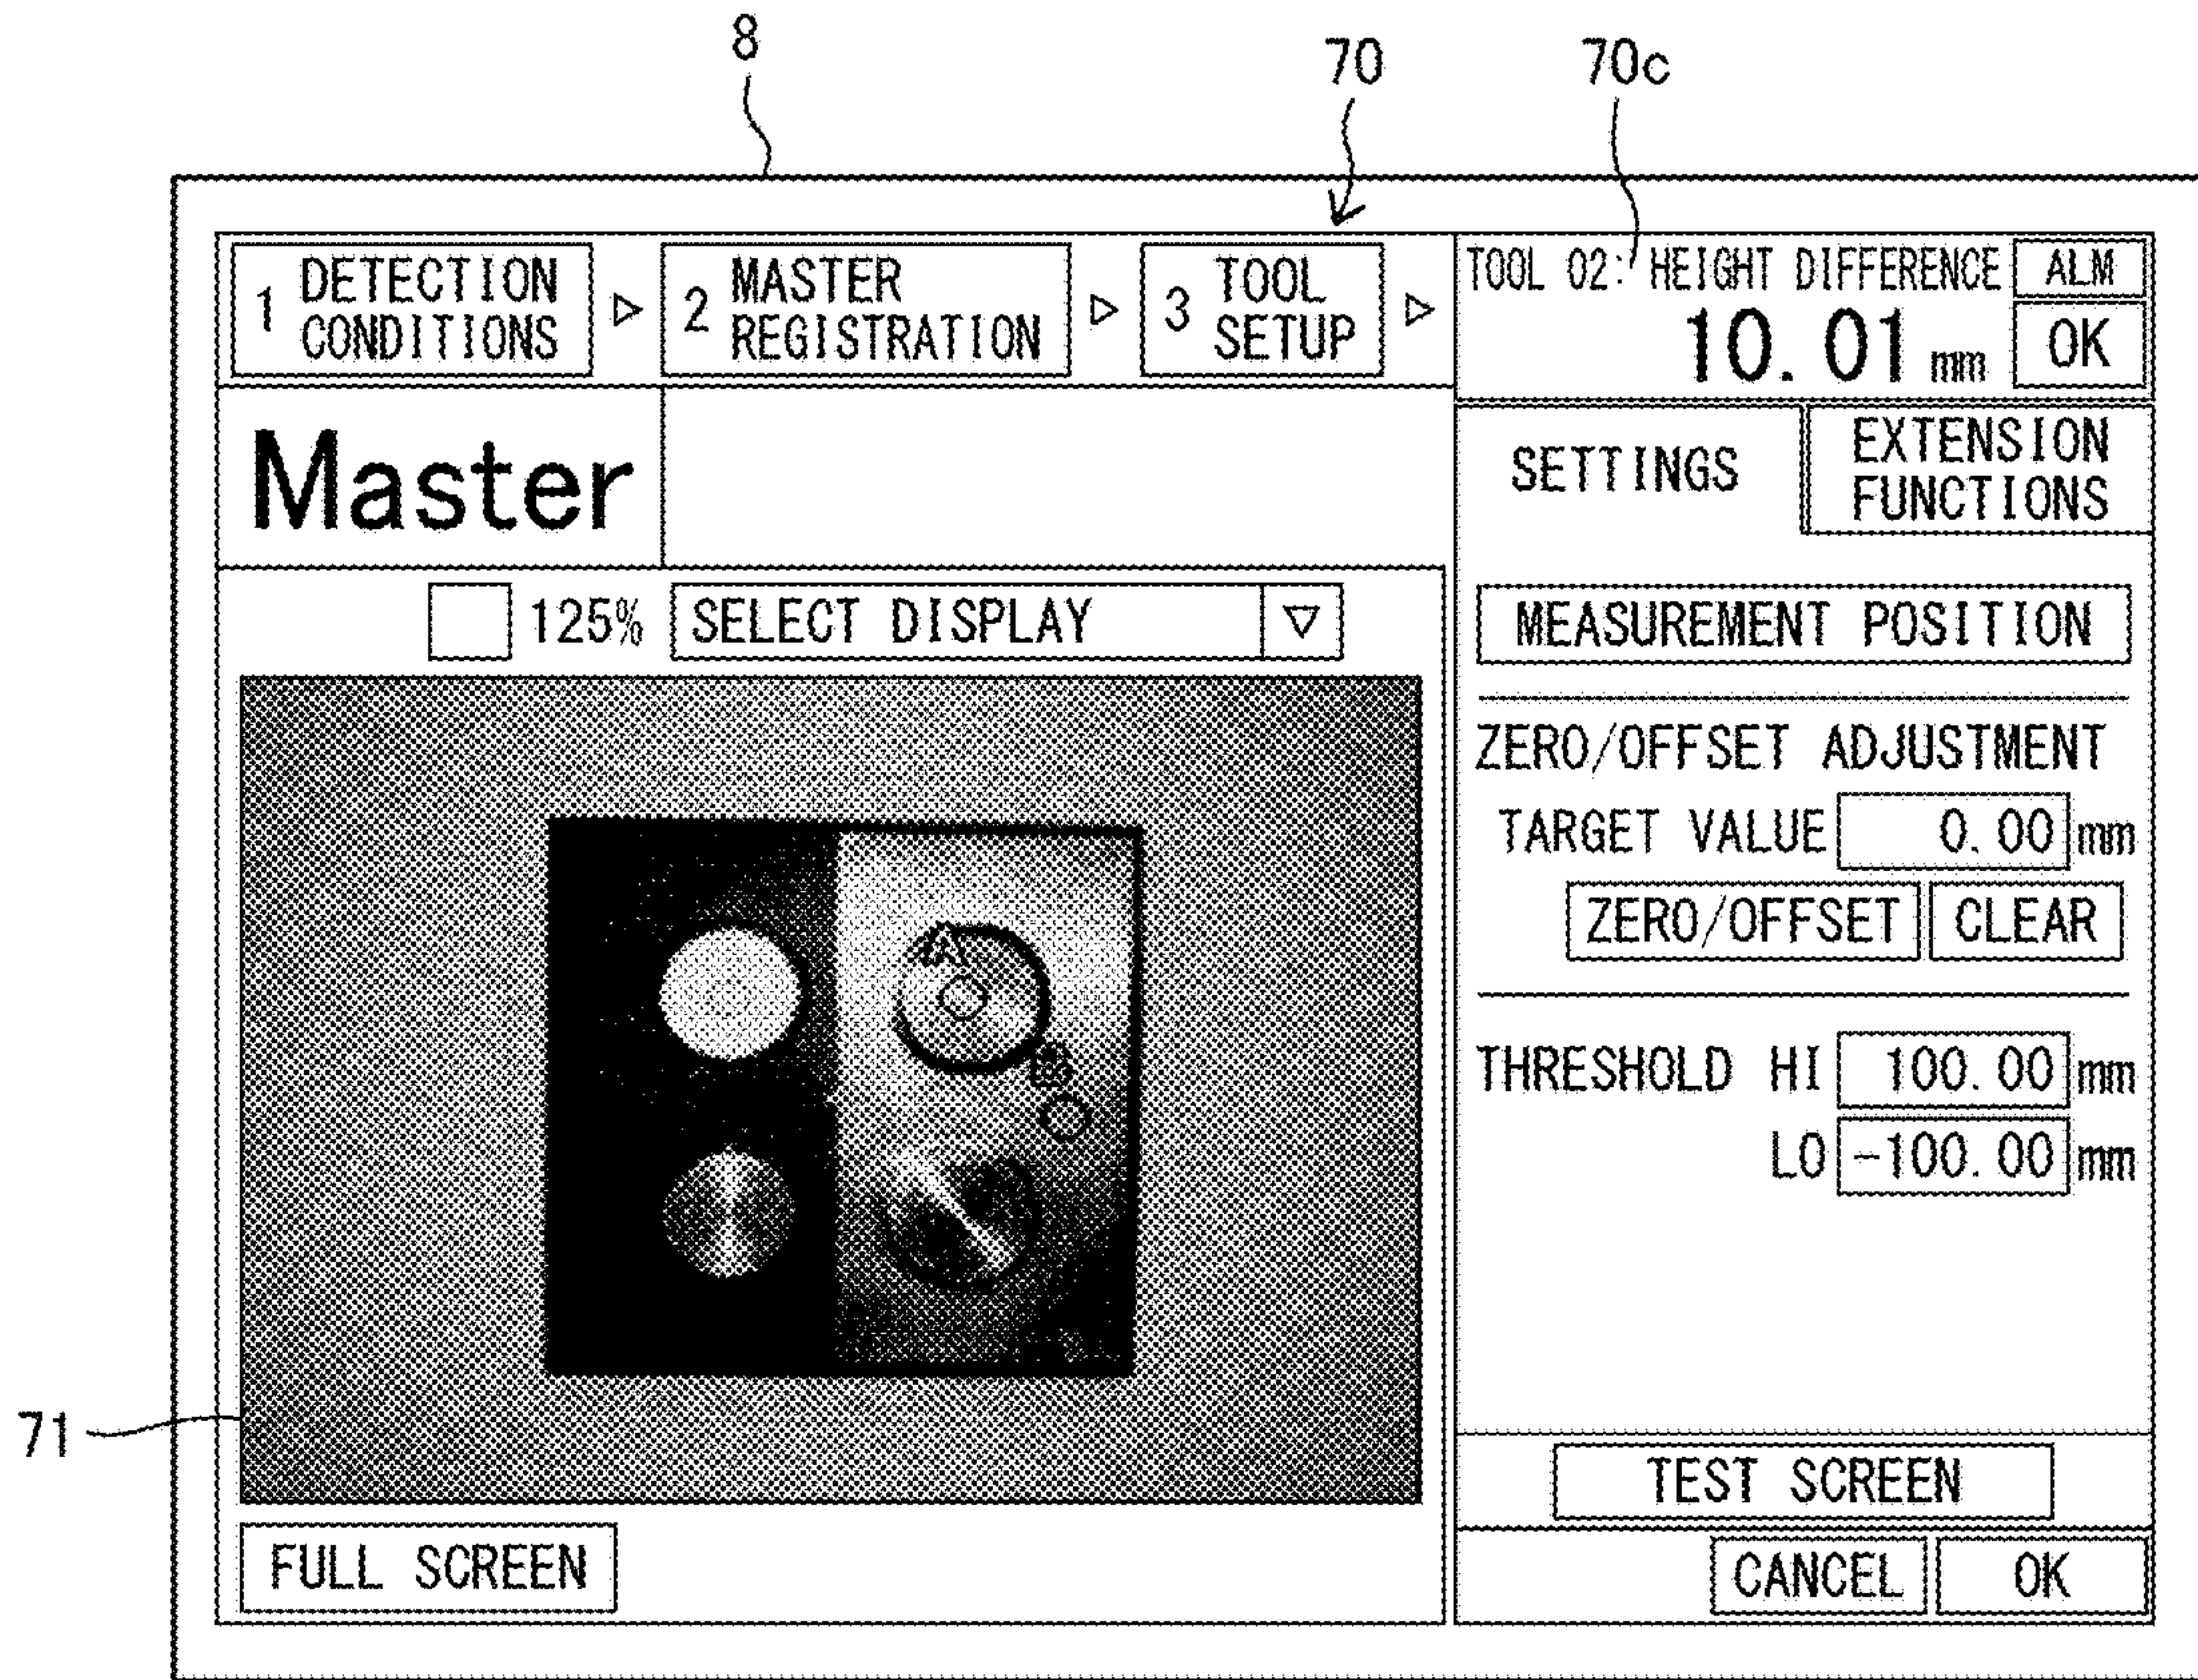 8
70
70c
1 DETECTION CONDITIONS
▷
2 MASTER REGISTRATION
▷
3 TOOL SETUP
▷
TOOL 02: HEIGHT DIFFERENCE
ALM
10.01 mm
OK
Master
SETTINGS
EXTENSION FUNCTIONS
125%
SELECT DISPLAY ▽
MEASUREMENT POSITION
ZERO/OFFSET ADJUSTMENT
TARGET VALUE 0.00 mm
ZERO/OFFSET CLEAR
THRESHOLD HI 100.00 mm
LO -100.00 mm
A
B
71
TEST SCREEN
FULL SCREEN
CANCEL OK